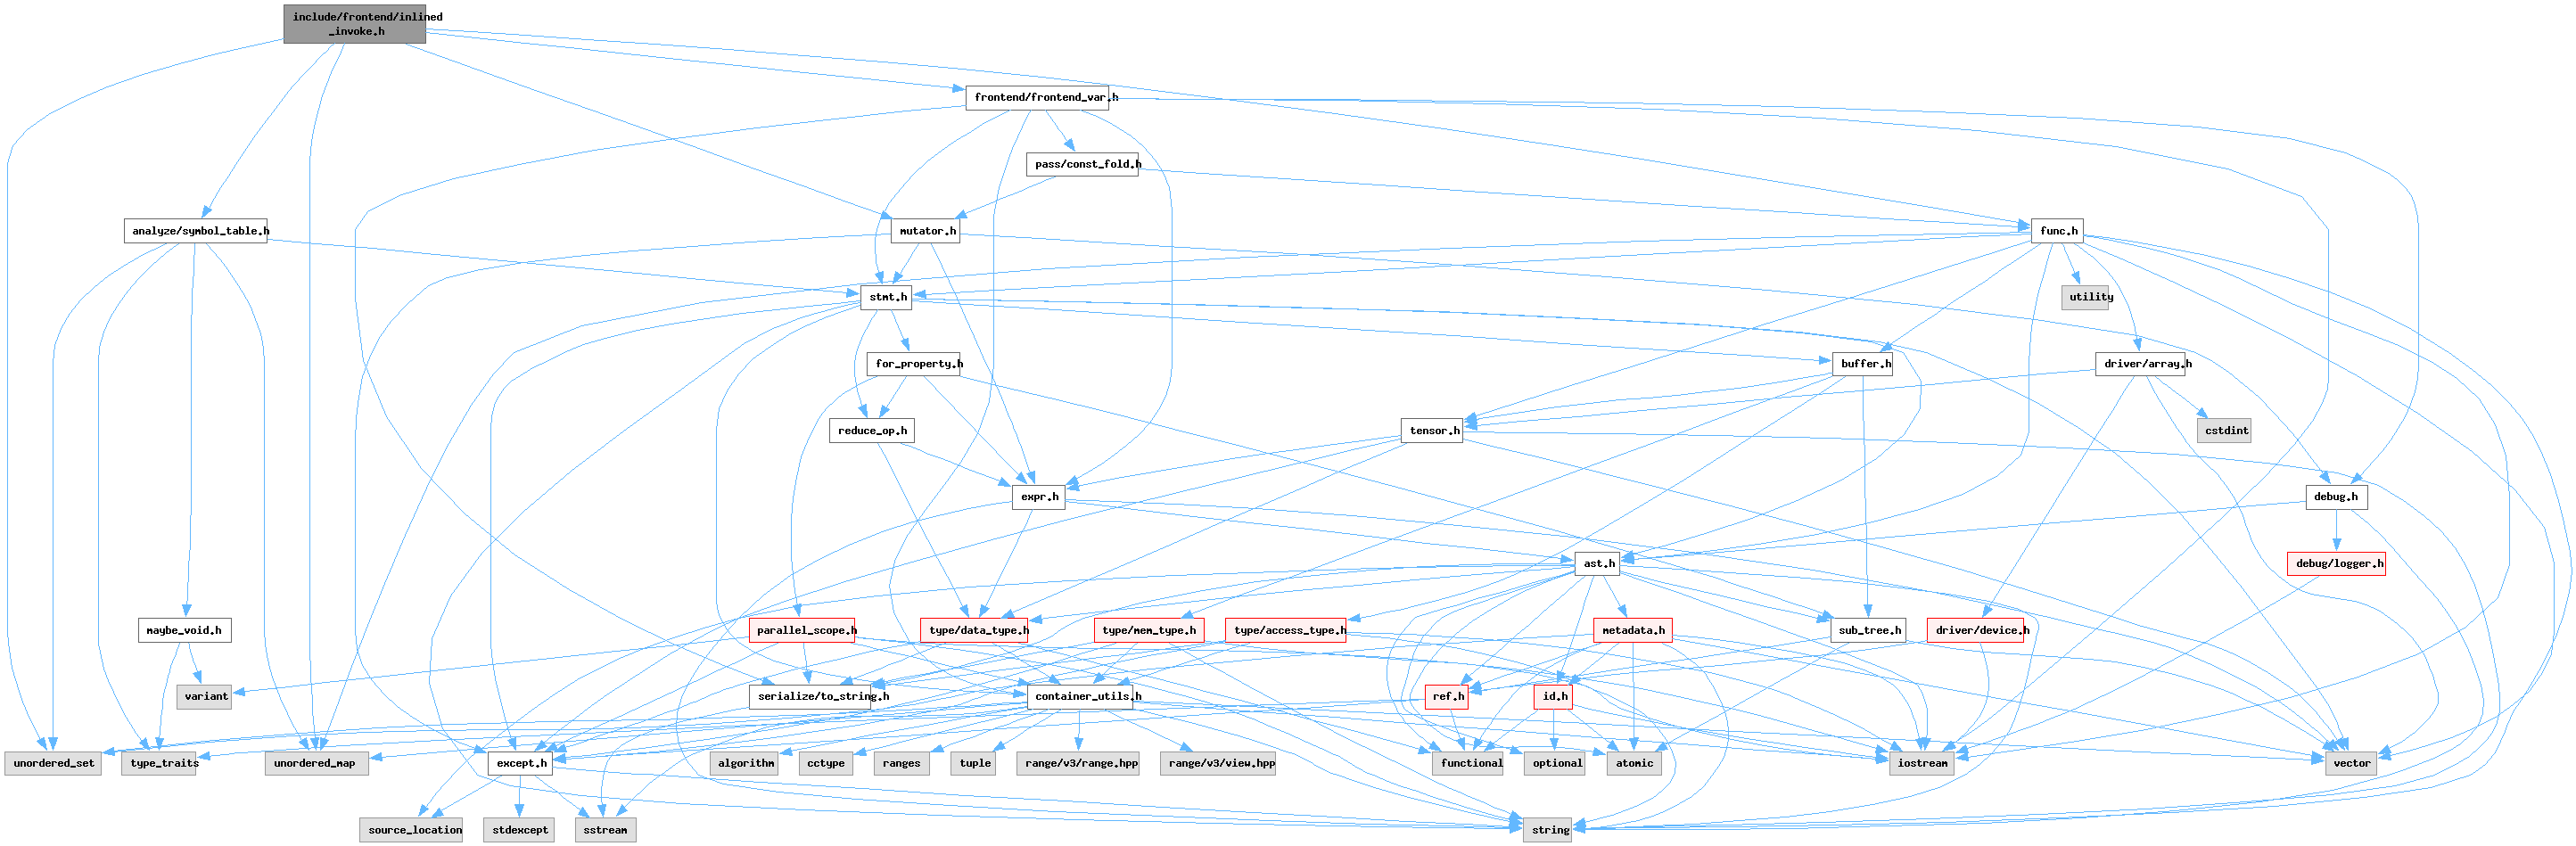 include/frontend/inlined
_invoke.h
frontend/frontend_var.h
pass/const_fold.h
analyze/symbol_table.h
mutator.h
func.h
stmt.h
utility
for_property.h
buffer.h
driver/array.h
reduce_op.h
tensor.h
cstdint
expr.h
debug.h
ast.h
debug/logger.h
maybe_void.h
parallel_scope.h
type/data_type.h
type/mem_type.h
type/access_type.h
metadata.h
sub_tree.h
driver/device.h
variant
serialize/to_string.h
container_utils.h
ref.h
id.h
unordered_set
type_traits
unordered_map
except.h
algorithm
cctype
ranges
tuple
range/v3/range.hpp
range/v3/view.hpp
functional
optional
atomic
iostream
vector
source_location
stdexcept
sstream
string